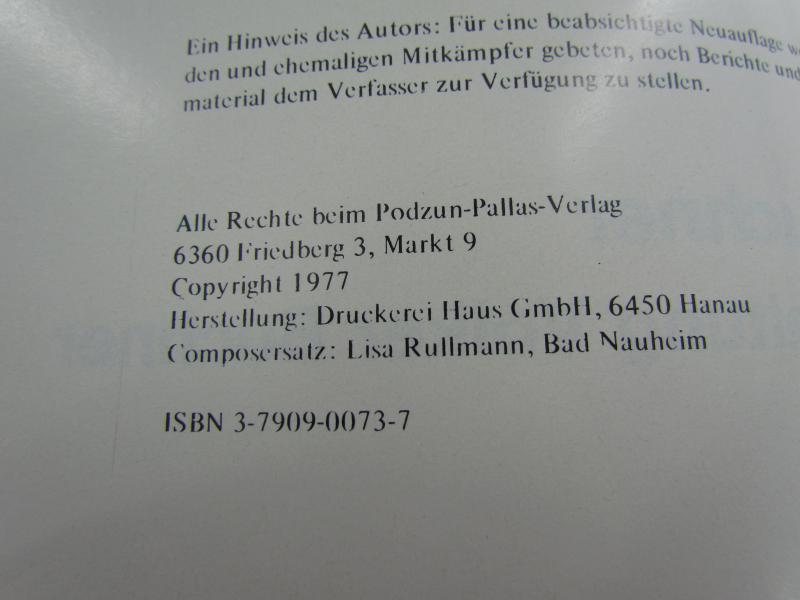 Ein Hinweis des Autors: Für eine beabsichtigte Neuauflage
den und ehemaligen Mitkämpfer gebeten, noch Berichte und
material dem Verfasser zur Verfügung zu stellen.
Alle Rechte beim Podzun-Pallas-Verlag
6360 Friedberg 3, Markt 9
Copyright 1977
Herstellung: Druckerei Haus GmbH, 6450 Hanau
Composersatz: Lisa Rullmann, Bad Nauheim
ISBN 3-7909-0073-7